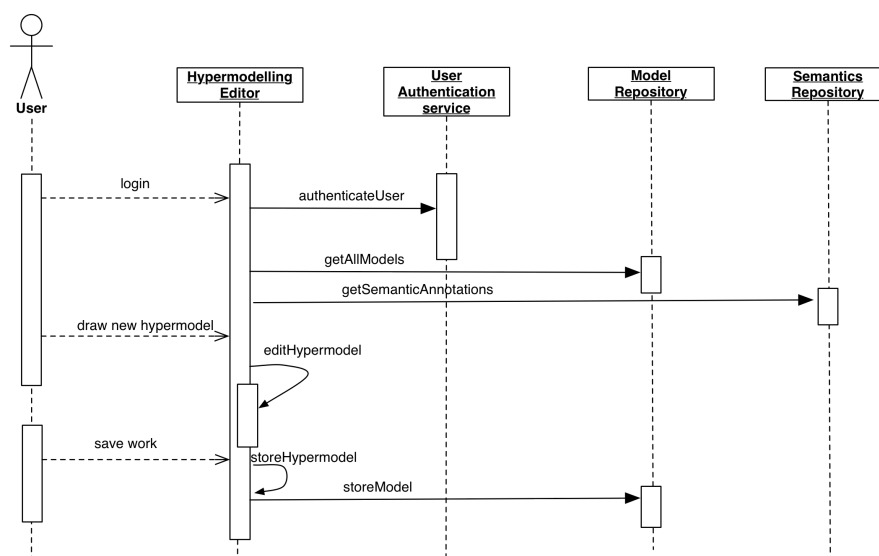 User
Hypermodelling
Editor
User
Authentication
service
Model
Repository
Semantics
Repository
login
authenticateUser
getAllModels
getSemanticAnnotations
draw new hypermodel
editHypermodel
save work
storeHypermodel
storeModel